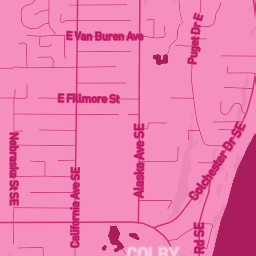 E Van Buren Ave
Puget Dr E
E Fillmore St
Nebraska St SE
California Ave SE
Alaska Ave SE
Colchester Dr SE
Rd SE
COLBY